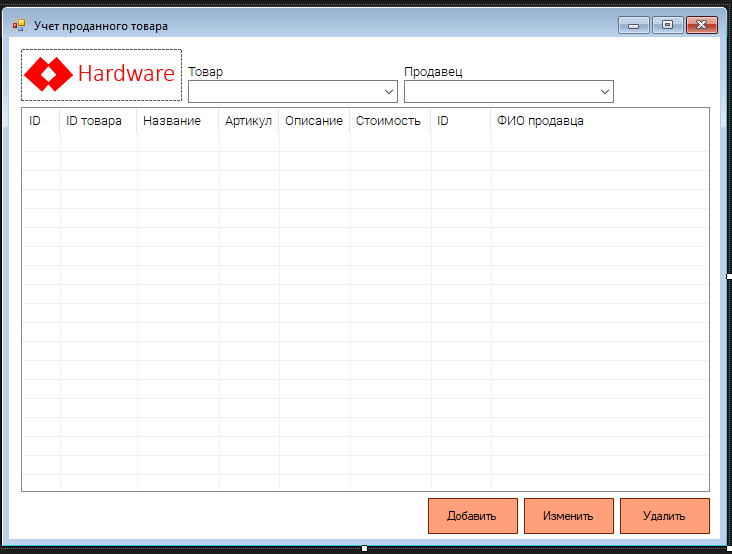 Учет проданного товара
Hardware
Товар
Продавец
ID ID товара Название Артикул Описание Стоимость ID ФИО продавца
Добавить Изменить Удалить